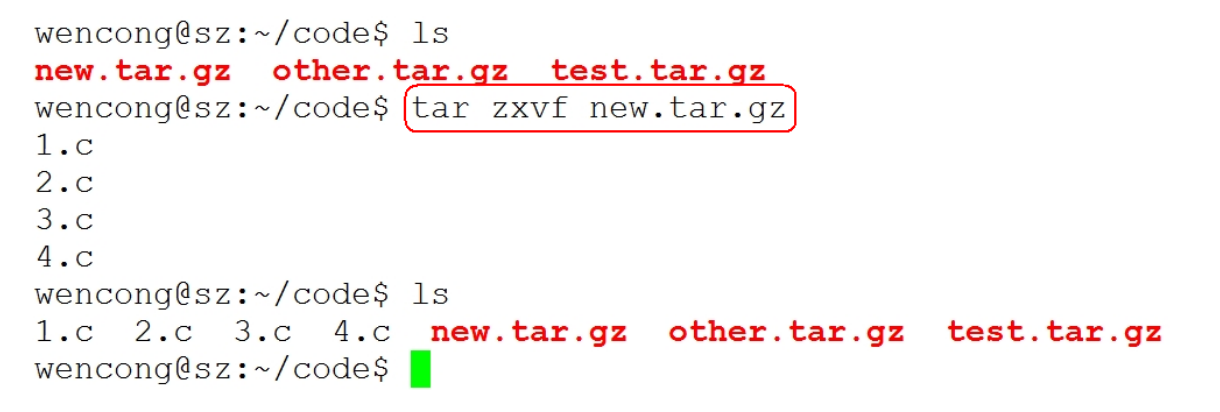 wencong@sz:~/code$ ls
new.tar.gz  other.tar.gz  test.tar.gz
wencong@sz:~/code$ tar zxvf new.tar.gz
1.c
2.c
3.c
4.c
wencong@sz:~/code$ ls
1.c  2.c  3.c  4.c  new.tar.gz  other.tar.gz  test.tar.gz
wencong@sz:~/code$